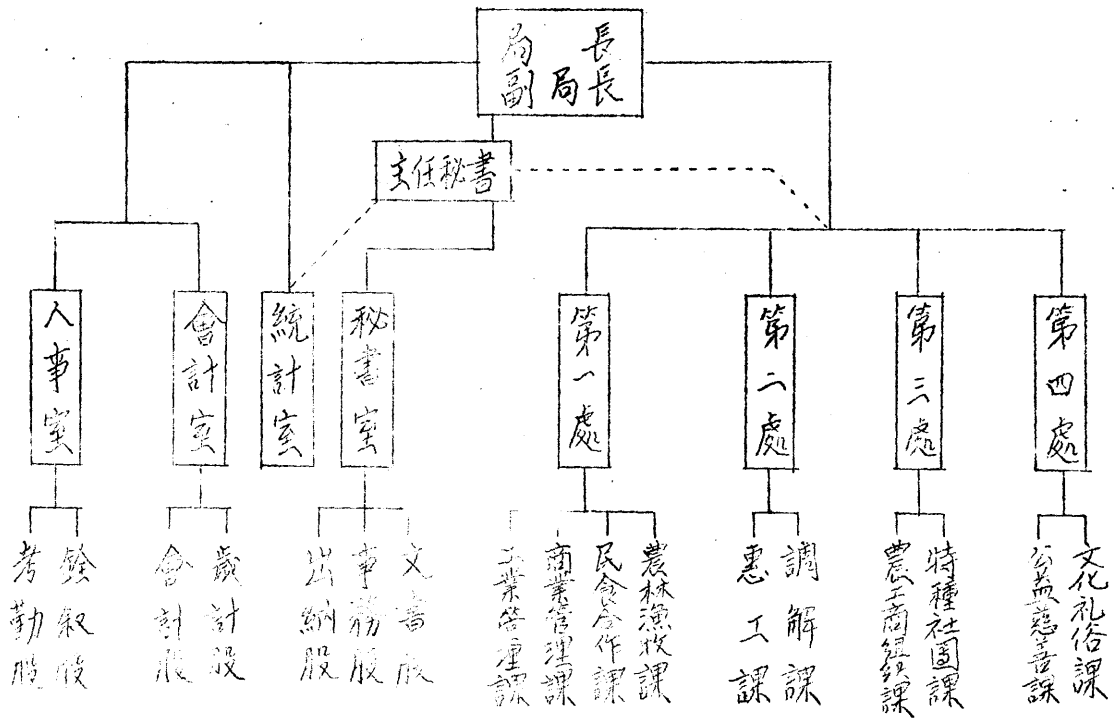 局長
副局長
主任秘書
人事室
會計室
統計室
秘書室
第一處
第二處
第三處
第四處
考勤股
銓叙股
會計股
歲計股
出納股
事務股
文書股
工業管理課
商業管理課
民食合作課
農林漁牧課
惠工課
調解課
農工商組織課
特種社團課
公益慈善課
文化礼俗課